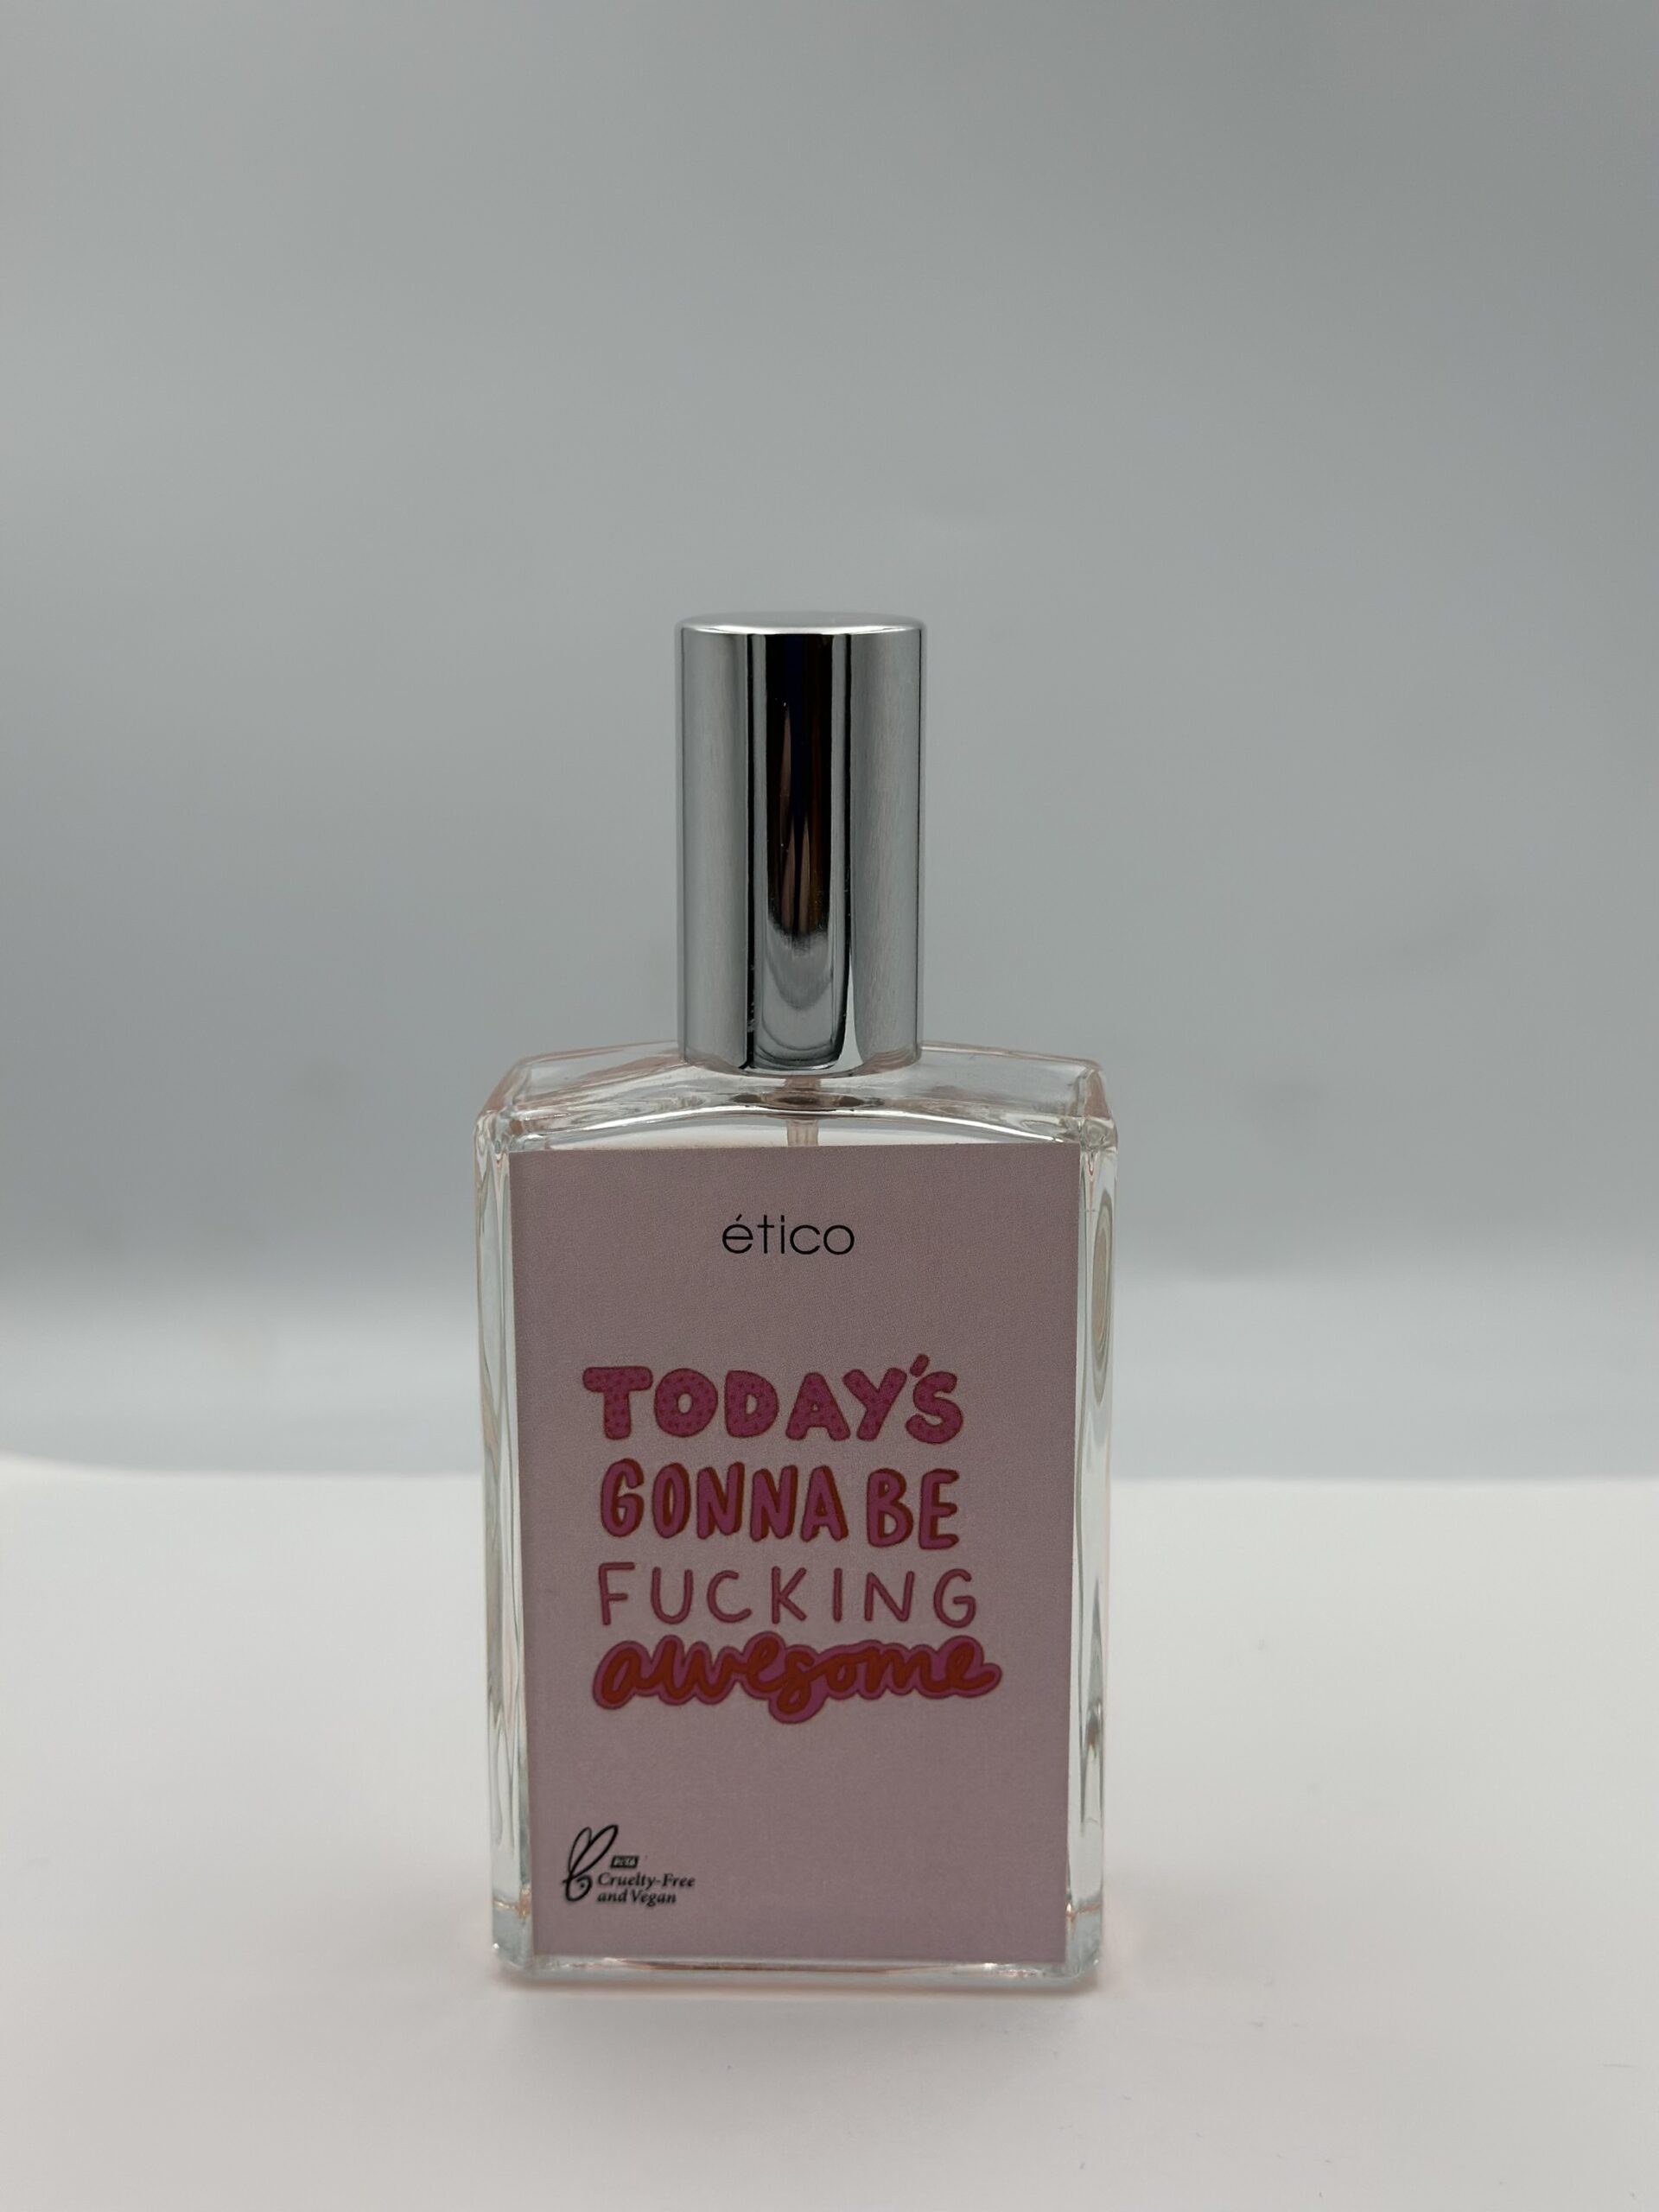 ético
TODAY'S
GONNA BE
FUCKING
awesome
PETA
Cruelty-Free
and Vegan